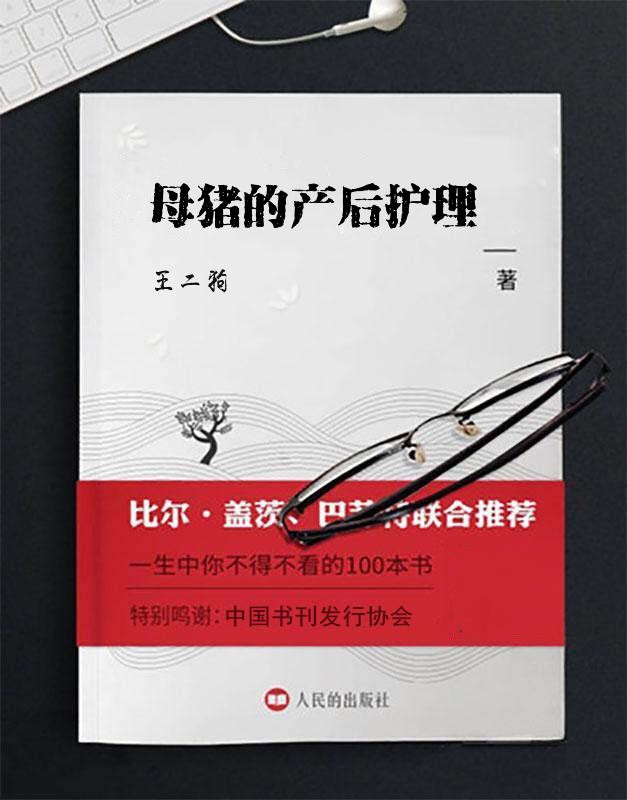 母猪的产后护理
王二狗
著
比尔·盖茨、巴菲特联合推荐
一生中你不得不看的100本书
特别鸣谢：中国书刊发行协会
人民的出版社